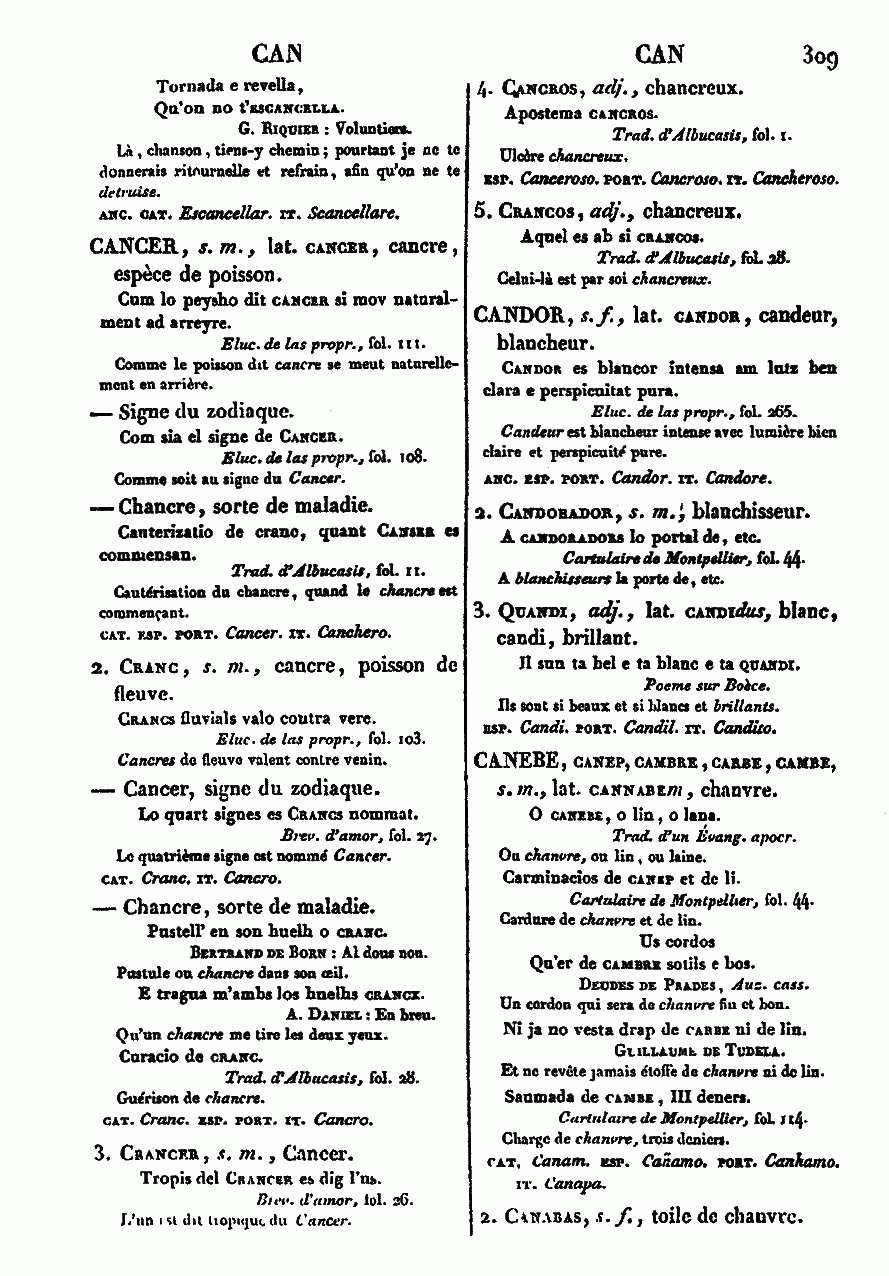 CAN
Tornada e revella,
Qu'on no t'ESCANCELLA.
G. RIQUIER : Voluntiers.
Là, chanson, tiens-y chemin ; pourtant je ne te
donnerais ritournelle et refrain, afin qu'on ne te
detruise.
ANC. CAT. Escancellar. IT. Scancellare.
CANCER, s. m., lat. CANCER, cancre,
espèce de poisson.
Cum lo peysho dit CANCER si mov natural-
ment ad arreyre.
Eluc. de las propr., fol. 111.
Comme le poisson dit cancre se meut naturelle-
ment en arrière.
— Signe du zodiaque.
Com sia el signe de CANCER.
Eluc. de las propr., fol. 108.
Comme soit au signe du Cancer.
— Chancre, sorte de maladie.
Cauterizatio de cranc, quant CANSER es
commensan.
Trad. d'Albucasis, fol. 11.
Cautérisation du chancre, quand le chancre est
commençant.
CAT. ESP. PORT. Cancer. IT. Canchero.
2. CRANC, s. m., cancre, poisson de
fleuve.
CRANCS fluvials valo contra vere.
Eluc. de las propr., fol. 103.
Cancres de fleuve valent contre venin.
— Cancer, signe du zodiaque.
Lo quart signes es CRANCS nommat.
Brev. d'amor, fol. 27.
Le quatrième signe est nommé Cancer.
CAT. Cranc. IT. Cancro.
— Chancre, sorte de maladie.
Pustell' en son huelh o CRANC.
BERTRAND DE BORN : Al dous nou.
Pustule ou chancre dans son œil.
E tragua m'ambs los huelhs CRANCX.
A. DANIEL : En breu.
Qu'un chancre me tire les deux yeux.
Curacio de CRANC.
Trad. d'Albucasis, fol. 28.
Guérison de chancre.
CAT. Cranc. ESP. PORT. IT. Cancro.
3. CRANCER, s. m., Cancer.
Tropis del CRANCER es dig l'us.
Brev. d'amor, fol. 26.
L'un est dit tropique du Cancer.
CAN 309
4. CANCROS, adj., chancreux.
Apostema CANCROS.
Trad. d'Albucasis, fol. 1.
Ulcère chancreux.
ESP. Canceroso. PORT. Cancroso. IT. Cancheroso.
5. CRANCOS, adj., chancreux.
Aquel es ab si CRANCOS.
Trad. d'Albucasis, fol. 28.
Celui-là est par soi chancreux.
CANDOR, s. f., lat. CANDOR, candeur,
blancheur.
CANDOR es blancor intensa am lutz ben
clara e perspicuitat pura.
Eluc. de las propr., fol. 265.
Candeur est blancheur intense avec lumière bien
claire et perspicuité pure.
ANC. ESP. PORT. Candor. IT. Candore.
2. CANDORADOR, s. m., blanchisseur.
A CANDORADORS lo portal de, etc.
Cartulaire de Montpellier, fol. 44.
A blanchisseurs la porte de, etc.
3. QUANDI, adj., lat. CANDIdus, blanc,
candi, brillant.
Il sun ta bel e ta blanc e ta QUANDI.
Poeme sur Boèce.
Ils sont si beaux et si blancs et brillants.
ESP. Candi. PORT. Candil. IT. Candito.
CANEBE, CANEP, CAMBRE, CARBE, CAMBE,
s. m., lat. CANNABEm, chanvre.
O CANEBE, o lin, o lana.
Trad. d'un Évang. apocr.
Ou chanvre, ou lin, ou laine.
Carminacios de CANEP et de li.
Cartulaire de Montpellier, fol. 44.
Cardure de chanvre et de lin.
Us cordos
Qu'er de CAMBRE sotils e bos.
DEUDES DE PRADES, Auz. cass.
Un cordon qui sera de chanvre fin et bon.
Ni ja no vesta drap de CARBE ni de lin.
GUILLAUME DE TUDELA.
Et ne revête jamais étoffe de chanvre ni de lin.
Saumada de CAMBE, III deners.
Cartulaire de Montpellier, fol. 114.
Charge de chanvre, trois deniers.
CAT. Canam. ESP. Cañamo. PORT. Canhamo.
IT. Canapa.
2. CANABAS, s. f., toile de chanvre.